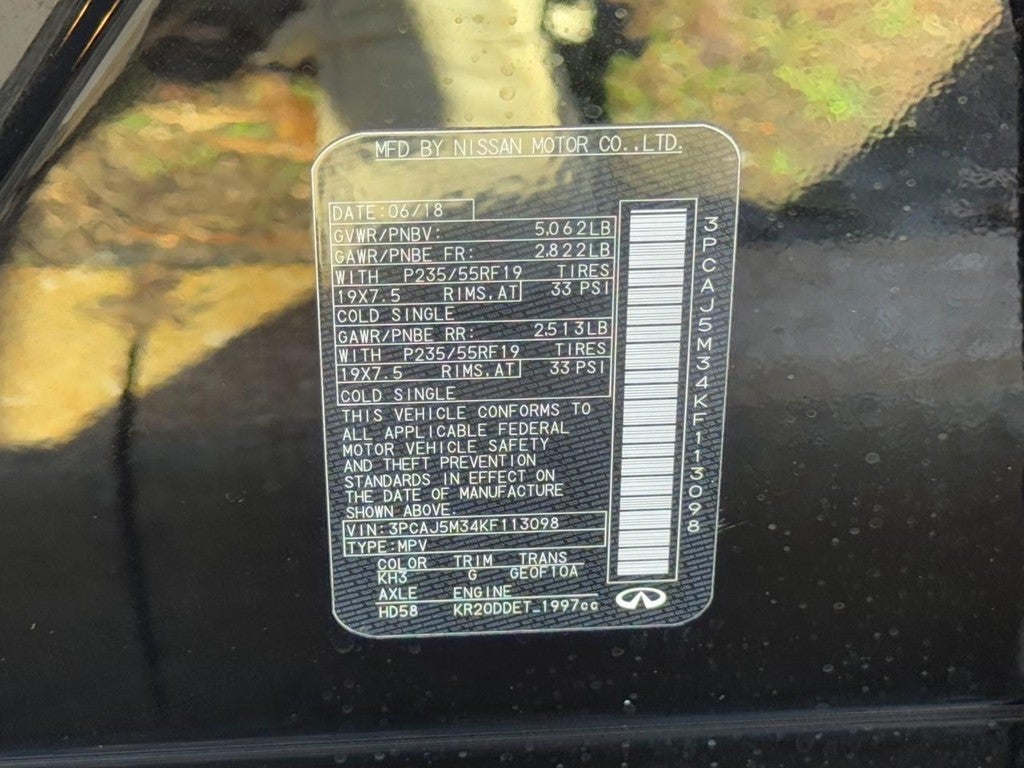 MFD BY NISSAN MOTOR CO.,LTD.
DATE:06/18
GVWR/PNBV: 5.062LB
GAWR/PNBE FR: 2.822LB
WITH P235/55RF19 TIRES
19X7.5 RIMS.AT 33 PSI
COLD SINGLE
GAWR/PNBE RR: 2.513LB
WITH P235/55RF19 TIRES
19X7.5 RIMS.AT 33 PSI
COLD SINGLE
THIS VEHICLE CONFORMS TO
ALL APPLICABLE FEDERAL
MOTOR VEHICLE SAFETY
AND THEFT PREVENTION
STANDARDS IN EFFECT ON
THE DATE OF MANUFACTURE
SHOWN ABOVE.
VIN:3PCAJ5M34KF113098
TYPE:MPV
COLOR TRIM TRANS
KH3 G GE0F10A
AXLE ENGINE
HD58 KR20DDET_1997cc
3PCAJ5M34KF113098